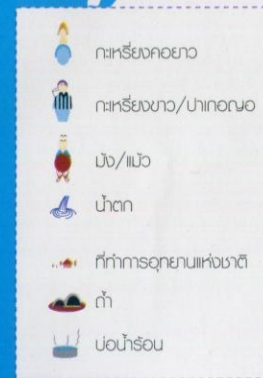 กะเหรี่ยงคอยาว
กะเหรี่ยงขาว/ปาเกอญอ
ม้ง/แม้ว
น้ำตก
ที่ทำการอุทยานแห่งชาติ
ถ้ำ
บ่อน้ำร้อน